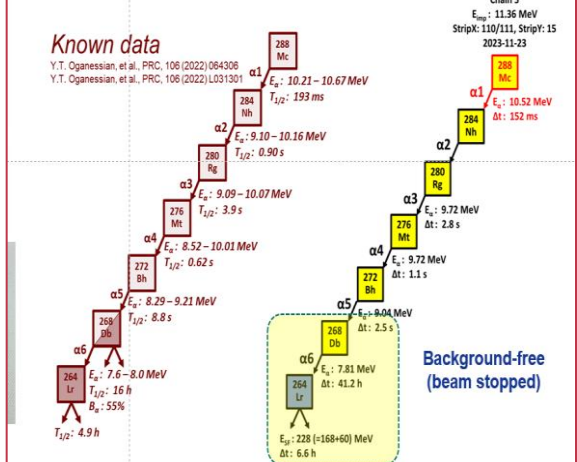 Known data
Y.T. Oganessian, et al., PRC, 106 (2022) 064306
Y.T. Oganessian, et al., PRC, 106 (2022) L031301
288
Mc
α1
Eα: 10.21 – 10.67 MeV
T1/2: 193 ms
284
Nh
α2
Eα: 9.10 – 10.16 MeV
T1/2: 0.90 s
280
Rg
α3
Eα: 9.09 – 10.07 MeV
T1/2: 3.9 s
276
Mt
α4
Eα: 8.52 – 10.01 MeV
T1/2: 0.62 s
272
Bh
α5
Eα: 8.29 – 9.21 MeV
T1/2: 8.8 s
268
Db
α6
Eα: 7.6 – 8.0 MeV
T1/2: 16 h
Bα: 55%
264
Lr
T1/2: 4.9 h
Eimp: 11.36 MeV
StripX: 110/111, StripY: 15
2023-11-23
288
Mc
α1
Eα: 10.52 MeV
Δt: 152 ms
284
Nh
α2
280
Rg
α3
Eα: 9.72 MeV
Δt: 2.8 s
276
Mt
α4
Eα: 9.72 MeV
Δt: 1.1 s
272
Bh
α5
Eα: 9.04 MeV
Δt: 2.5 s
268
Db
α6
Eα: 7.81 MeV
Δt: 41.2 h
264
Lr
ESF: 228 (=168+60) MeV
Δt: 6.6 h
Background-free
(beam stopped)